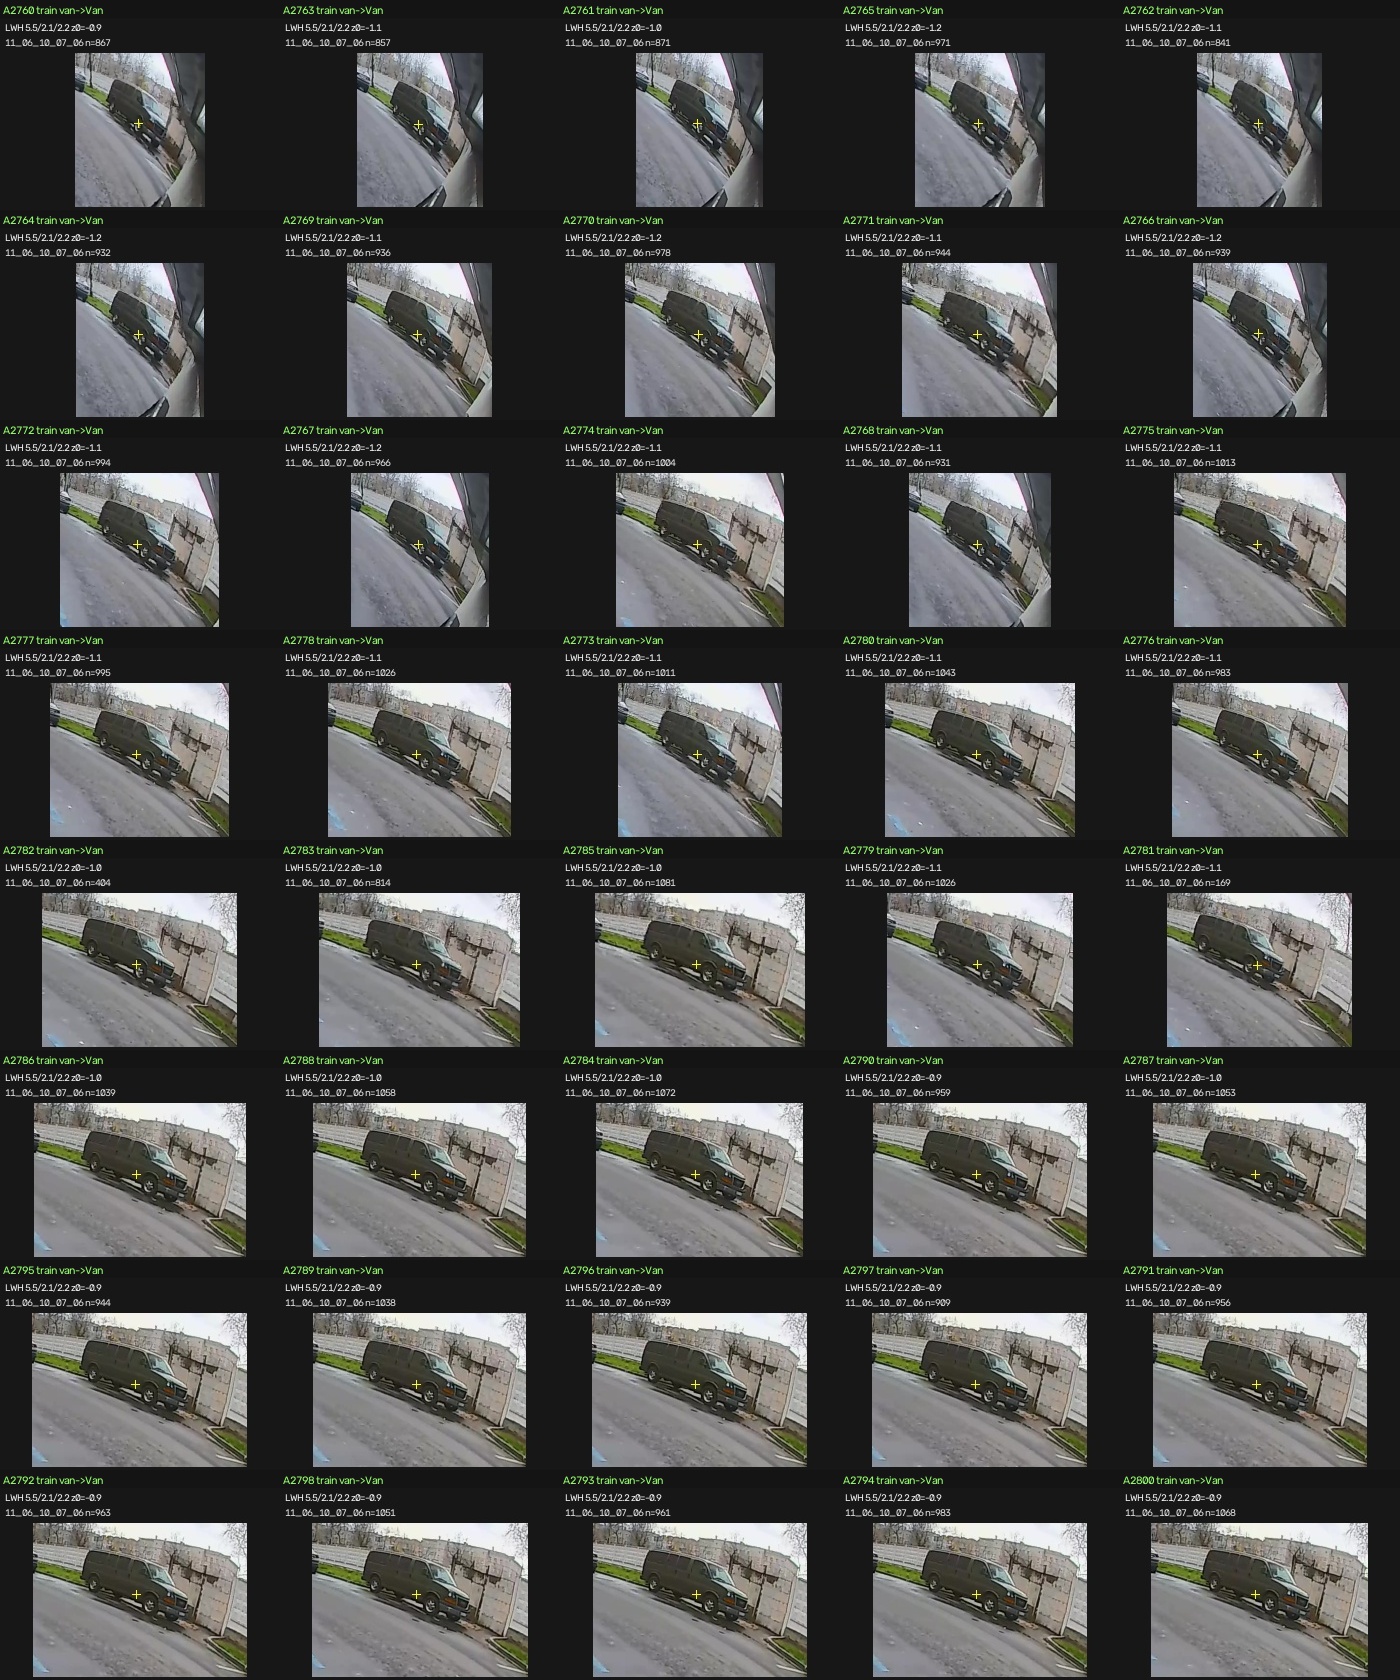 A2760 train van->Van
LWH 5.5/2.1/2.2 z0=-0.9
11_06_10_07_06 n=867
A2763 train van->Van
LWH 5.5/2.1/2.2 z0=-1.1
11_06_10_07_06 n=857
A2761 train van->Van
LWH 5.5/2.1/2.2 z0=-1.0
11_06_10_07_06 n=871
A2765 train van->Van
LWH 5.5/2.1/2.2 z0=-1.2
11_06_10_07_06 n=971
A2762 train van->Van
LWH 5.5/2.1/2.2 z0=-1.1
11_06_10_07_06 n=841
A2764 train van->Van
LWH 5.5/2.1/2.2 z0=-1.2
11_06_10_07_06 n=932
A2769 train van->Van
LWH 5.5/2.1/2.2 z0=-1.1
11_06_10_07_06 n=936
A2770 train van->Van
LWH 5.5/2.1/2.2 z0=-1.2
11_06_10_07_06 n=978
A2771 train van->Van
LWH 5.5/2.1/2.2 z0=-1.1
11_06_10_07_06 n=944
A2766 train van->Van
LWH 5.5/2.1/2.2 z0=-1.2
11_06_10_07_06 n=939
A2772 train van->Van
LWH 5.5/2.1/2.2 z0=-1.1
11_06_10_07_06 n=994
A2767 train van->Van
LWH 5.5/2.1/2.2 z0=-1.2
11_06_10_07_06 n=966
A2774 train van->Van
LWH 5.5/2.1/2.2 z0=-1.1
11_06_10_07_06 n=1004
A2768 train van->Van
LWH 5.5/2.1/2.2 z0=-1.1
11_06_10_07_06 n=931
A2775 train van->Van
LWH 5.5/2.1/2.2 z0=-1.1
11_06_10_07_06 n=1013
A2777 train van->Van
LWH 5.5/2.1/2.2 z0=-1.1
11_06_10_07_06 n=995
A2778 train van->Van
LWH 5.5/2.1/2.2 z0=-1.1
11_06_10_07_06 n=1026
A2773 train van->Van
LWH 5.5/2.1/2.2 z0=-1.1
11_06_10_07_06 n=1011
A2780 train van->Van
LWH 5.5/2.1/2.2 z0=-1.1
11_06_10_07_06 n=1043
A2776 train van->Van
LWH 5.5/2.1/2.2 z0=-1.1
11_06_10_07_06 n=983
A2782 train van->Van
LWH 5.5/2.1/2.2 z0=-1.0
11_06_10_07_06 n=404
A2783 train van->Van
LWH 5.5/2.1/2.2 z0=-1.0
11_06_10_07_06 n=814
A2785 train van->Van
LWH 5.5/2.1/2.2 z0=-1.0
11_06_10_07_06 n=1081
A2779 train van->Van
LWH 5.5/2.1/2.2 z0=-1.1
11_06_10_07_06 n=1026
A2781 train van->Van
LWH 5.5/2.1/2.2 z0=-1.1
11_06_10_07_06 n=169
A2786 train van->Van
LWH 5.5/2.1/2.2 z0=-1.0
11_06_10_07_06 n=1039
A2788 train van->Van
LWH 5.5/2.1/2.2 z0=-1.0
11_06_10_07_06 n=1058
A2784 train van->Van
LWH 5.5/2.1/2.2 z0=-1.0
11_06_10_07_06 n=1072
A2790 train van->Van
LWH 5.5/2.1/2.2 z0=-0.9
11_06_10_07_06 n=959
A2787 train van->Van
LWH 5.5/2.1/2.2 z0=-1.0
11_06_10_07_06 n=1053
A2795 train van->Van
LWH 5.5/2.1/2.2 z0=-0.9
11_06_10_07_06 n=944
A2789 train van->Van
LWH 5.5/2.1/2.2 z0=-0.9
11_06_10_07_06 n=1038
A2796 train van->Van
LWH 5.5/2.1/2.2 z0=-0.9
11_06_10_07_06 n=939
A2797 train van->Van
LWH 5.5/2.1/2.2 z0=-0.9
11_06_10_07_06 n=909
A2791 train van->Van
LWH 5.5/2.1/2.2 z0=-0.9
11_06_10_07_06 n=956
A2792 train van->Van
LWH 5.5/2.1/2.2 z0=-0.9
11_06_10_07_06 n=963
A2798 train van->Van
LWH 5.5/2.1/2.2 z0=-0.9
11_06_10_07_06 n=1051
A2793 train van->Van
LWH 5.5/2.1/2.2 z0=-0.9
11_06_10_07_06 n=961
A2794 train van->Van
LWH 5.5/2.1/2.2 z0=-0.9
11_06_10_07_06 n=983
A2800 train van->Van
LWH 5.5/2.1/2.2 z0=-0.9
11_06_10_07_06 n=1068